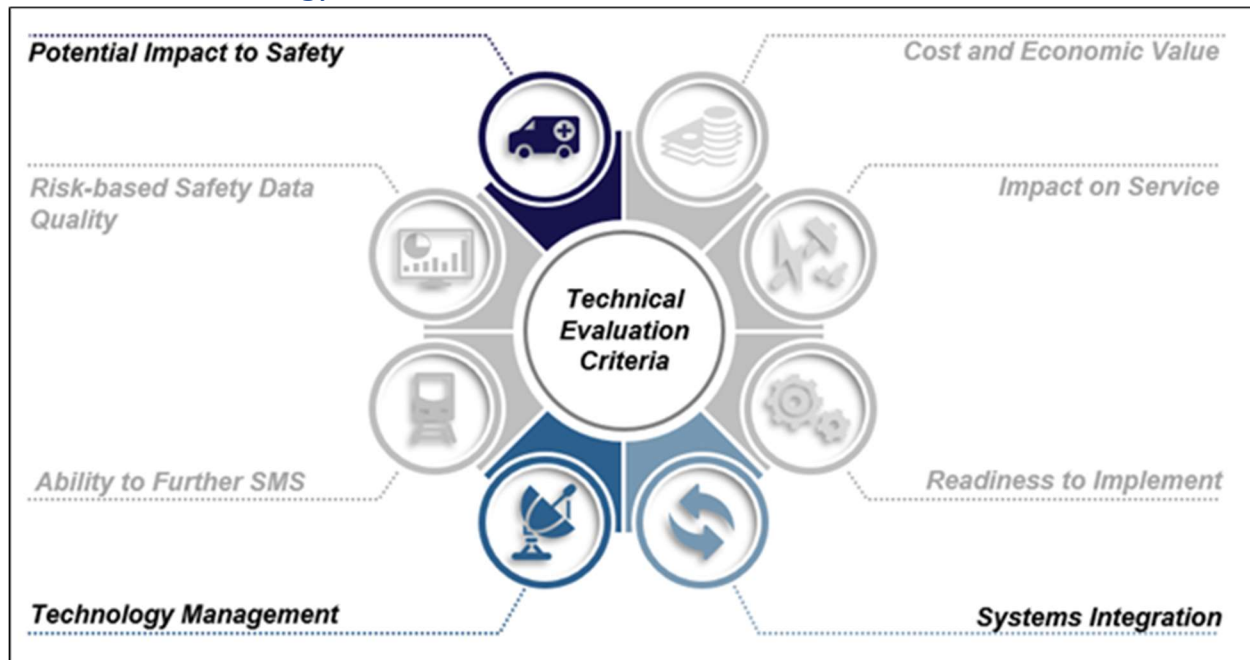 Potential Impact to Safety
Cost and Economic Value
Risk-based Safety Data
Quality
Impact on Service
Technical
Evaluation
Criteria
Ability to Further SMS
Readiness to Implement
Technology Management
Systems Integration